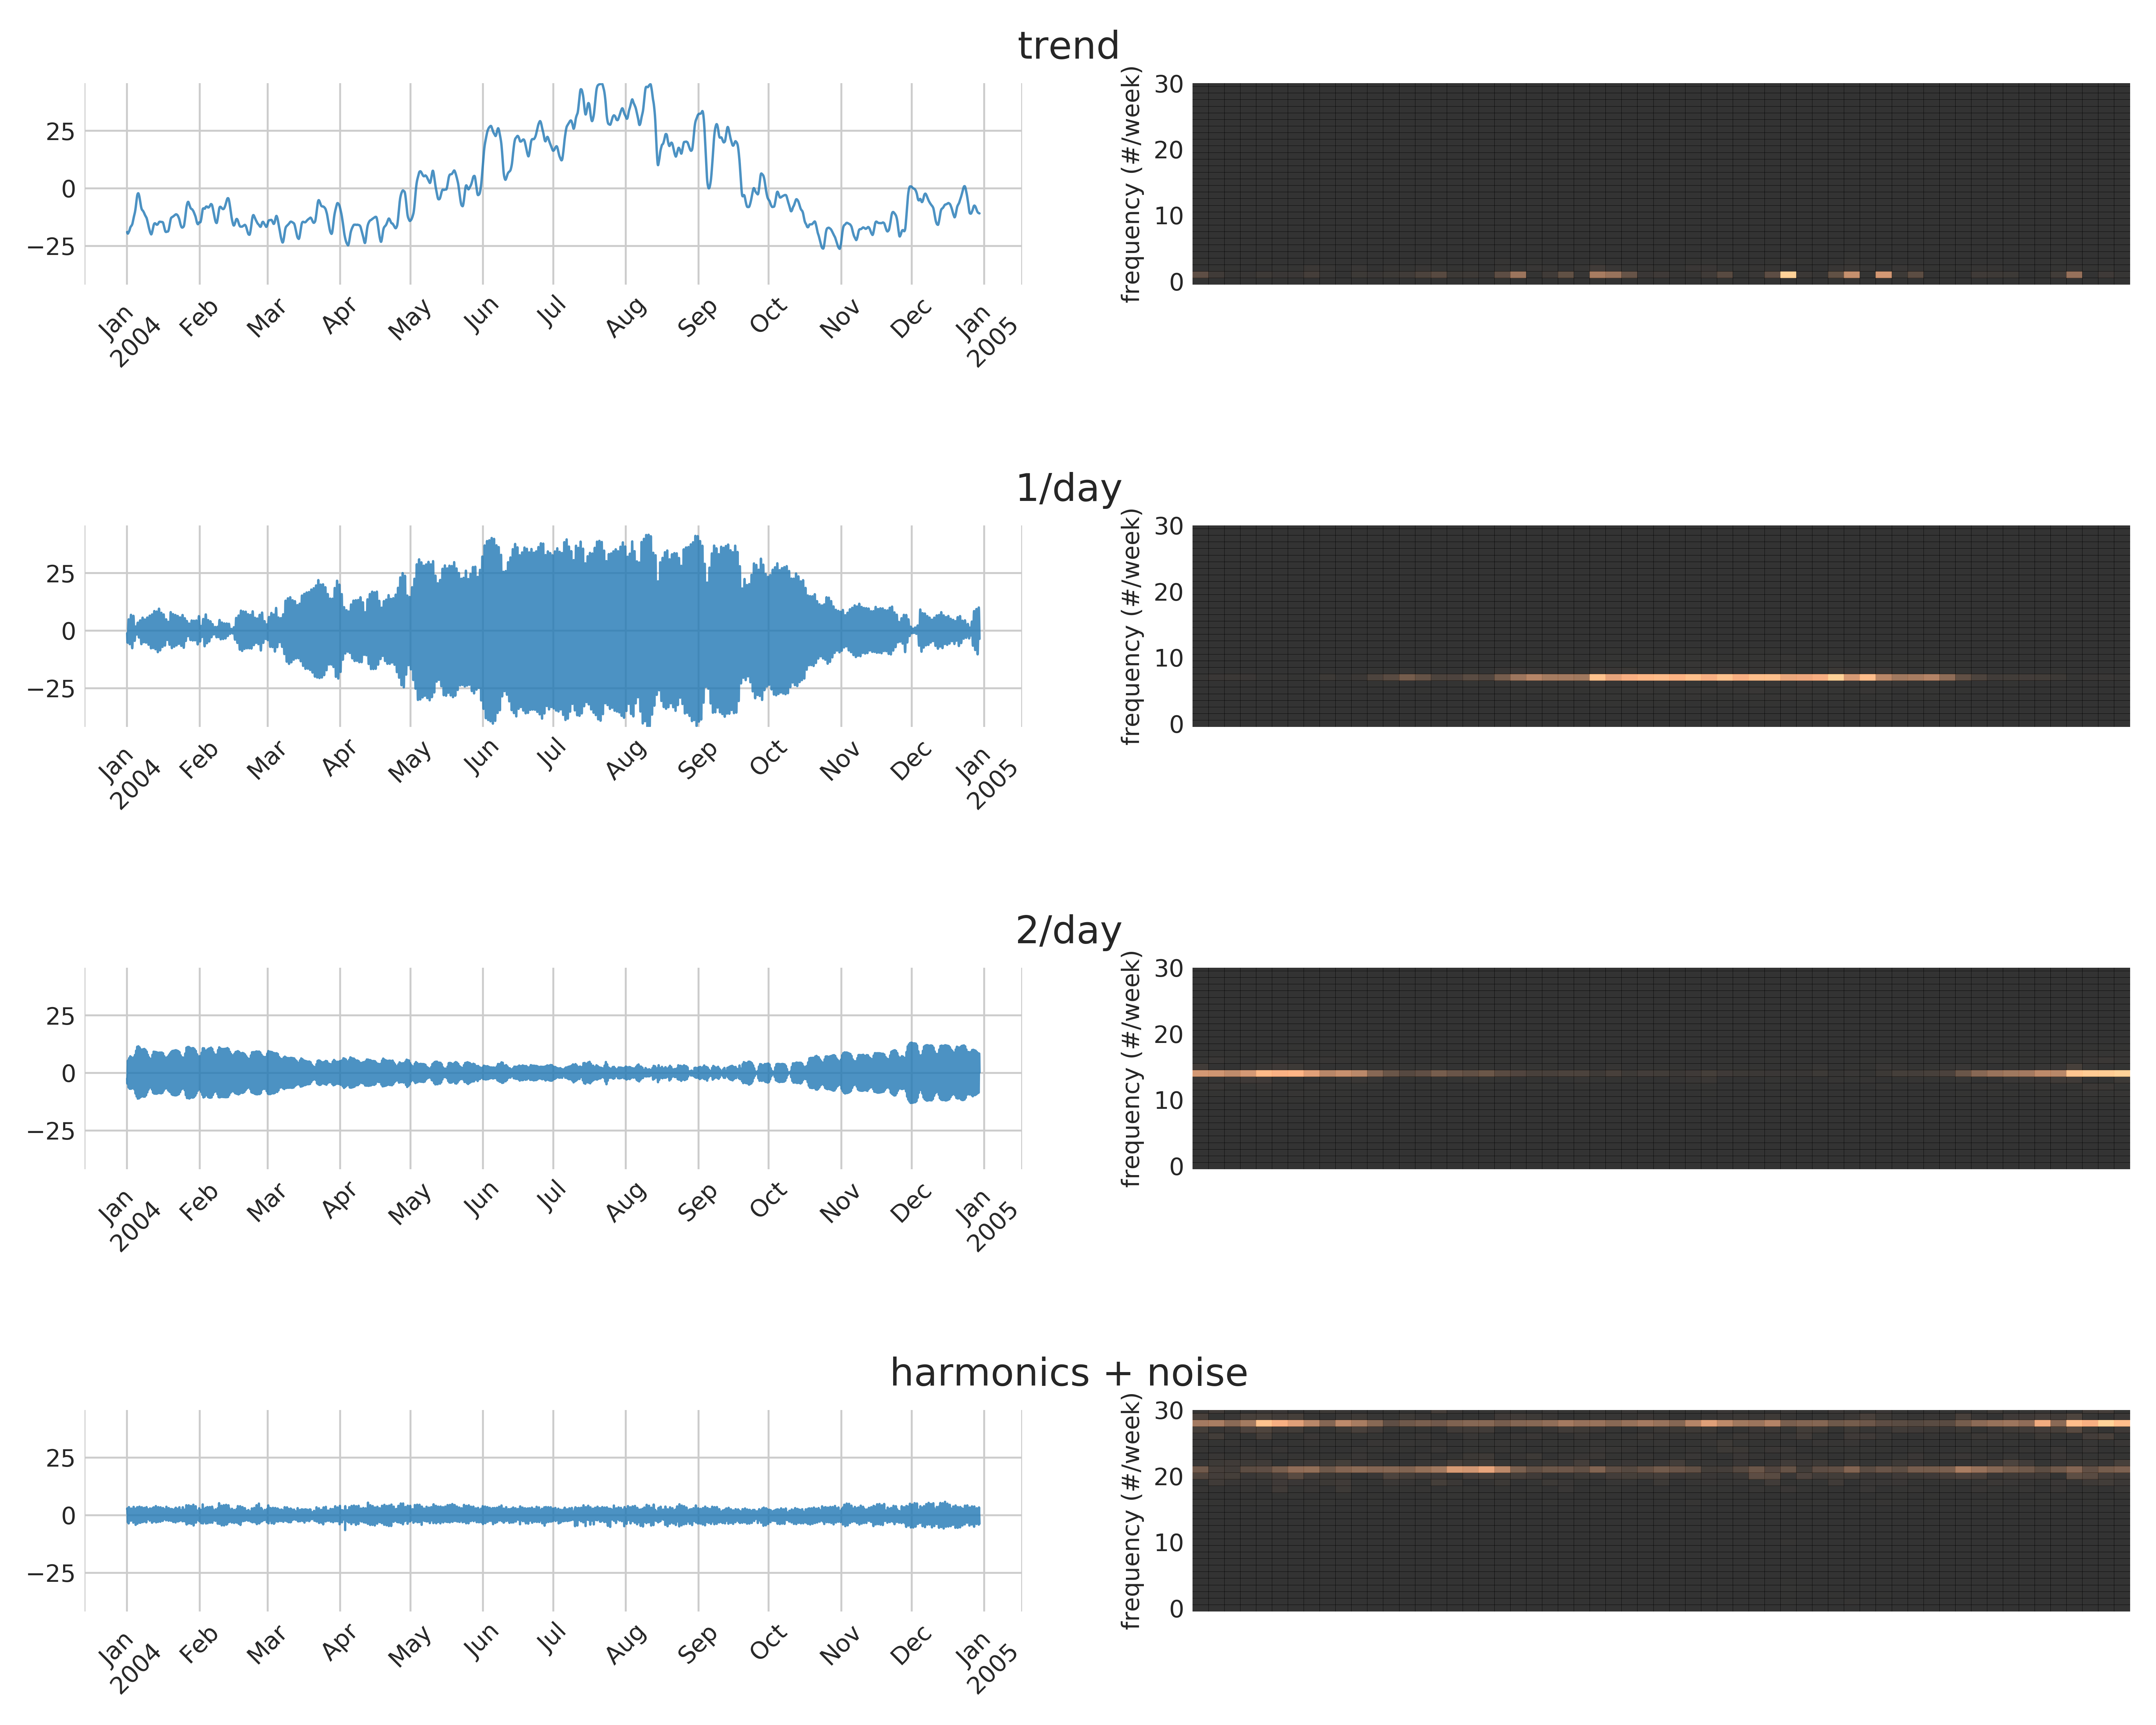 trend
25
0
−25
Jan
2004
Feb
Mar
Apr
May
Jun
Jul
Aug
Sep
Oct
Nov
Dec
Jan
2005
frequency (#/week)
30
20
10
0
1/day
25
0
−25
Jan
2004
Feb
Mar
Apr
May
Jun
Jul
Aug
Sep
Oct
Nov
Dec
Jan
2005
frequency (#/week)
30
20
10
0
2/day
25
0
−25
Jan
2004
Feb
Mar
Apr
May
Jun
Jul
Aug
Sep
Oct
Nov
Dec
Jan
2005
frequency (#/week)
30
20
10
0
harmonics + noise
25
0
−25
Jan
2004
Feb
Mar
Apr
May
Jun
Jul
Aug
Sep
Oct
Nov
Dec
Jan
2005
frequency (#/week)
30
20
10
0